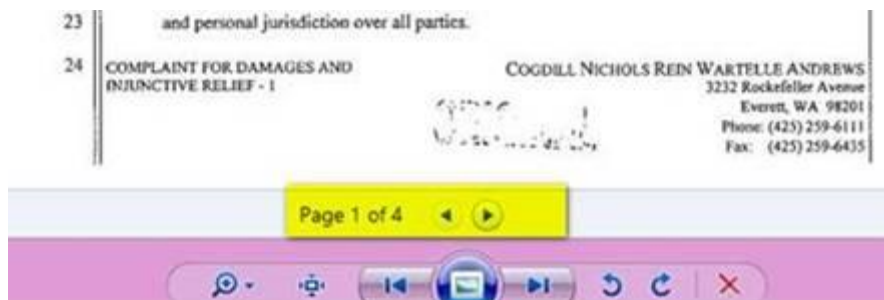 23 and personal jurisdiction over all parties.
24 COMPLAINT FOR DAMAGES AND
INJUNCTIVE RELIEF - 1
COGDILL NICHOLS REIN WARTELLE ANDREWS
3232 Rockefeller Avenue
Everett, WA 98201
Phone: (425) 259-6111
Fax: (425) 259-6435
Page 1 of 4